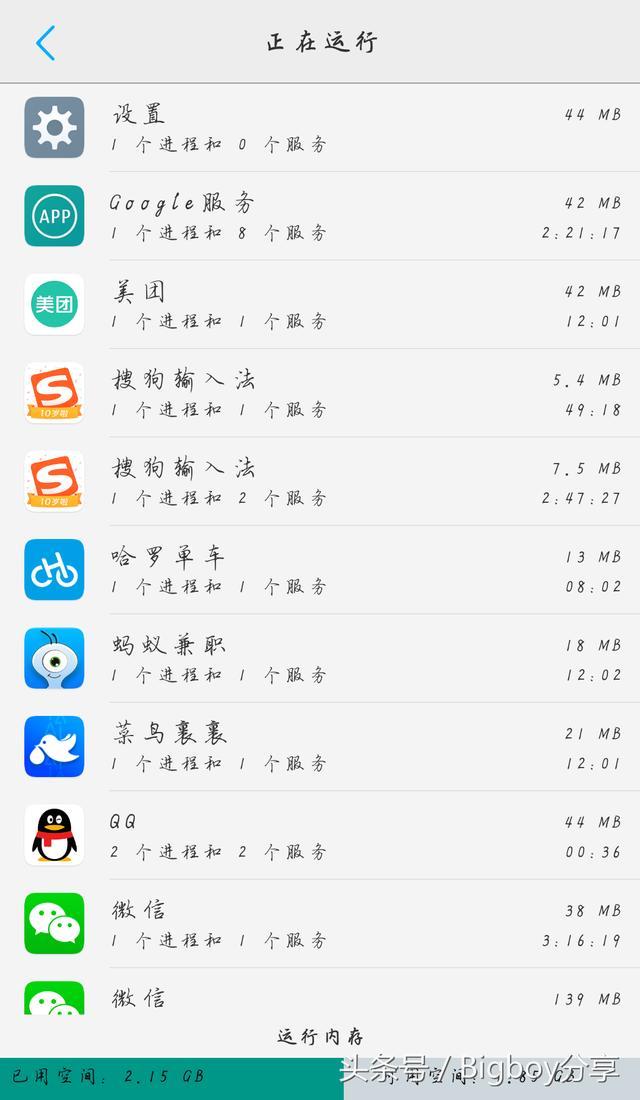 正在运行
设置
44 MB
1 个进程和 0 个服务
APP
Google服务
42 MB
1 个进程和 8 个服务
2:21:17
美团
美团
42 MB
1 个进程和 1 个服务
12:01
10岁啦
搜狗输入法
5.4 MB
1 个进程和 1 个服务
49:18
10岁啦
搜狗输入法
7.5 MB
1 个进程和 2 个服务
2:47:27
哈罗单车
13 MB
1 个进程和 1 个服务
08:02
蚂蚁兼职
18 MB
1 个进程和 1 个服务
12:02
菜鸟裹裹
21 MB
1 个进程和 1 个服务
12:01
QQ
44 MB
2 个进程和 2 个服务
00:36
微信
38 MB
1 个进程和 1 个服务
3:16:19
微信
139 MB
运行内存
已用空间: 2.15 GB
用空间: .85 GB
头条号 / Bigboy分享